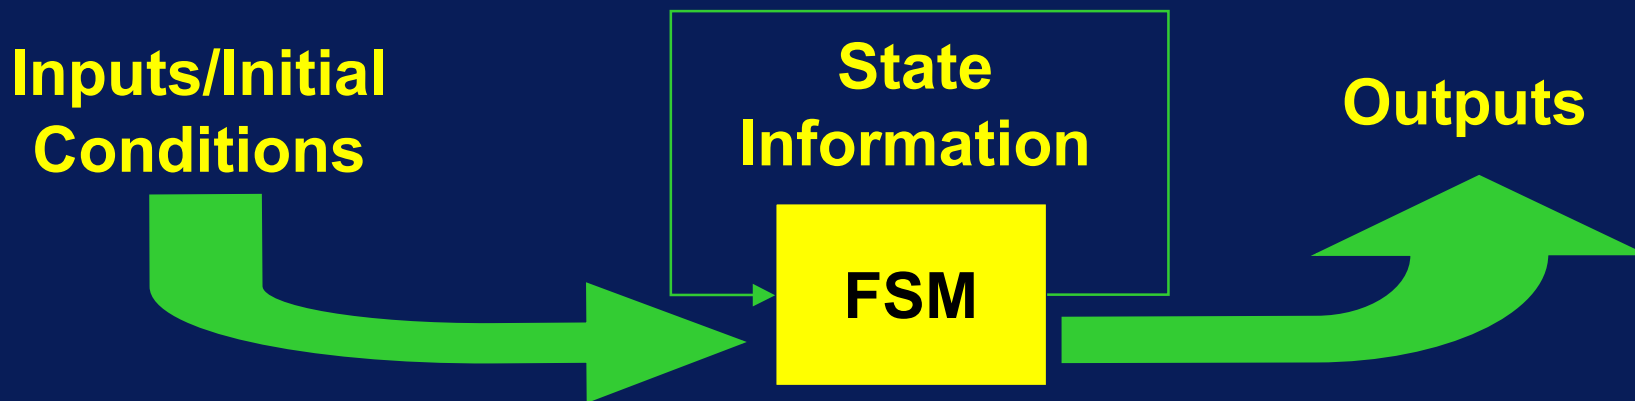 Inputs/Initial
Conditions
State
Information
FSM
Outputs